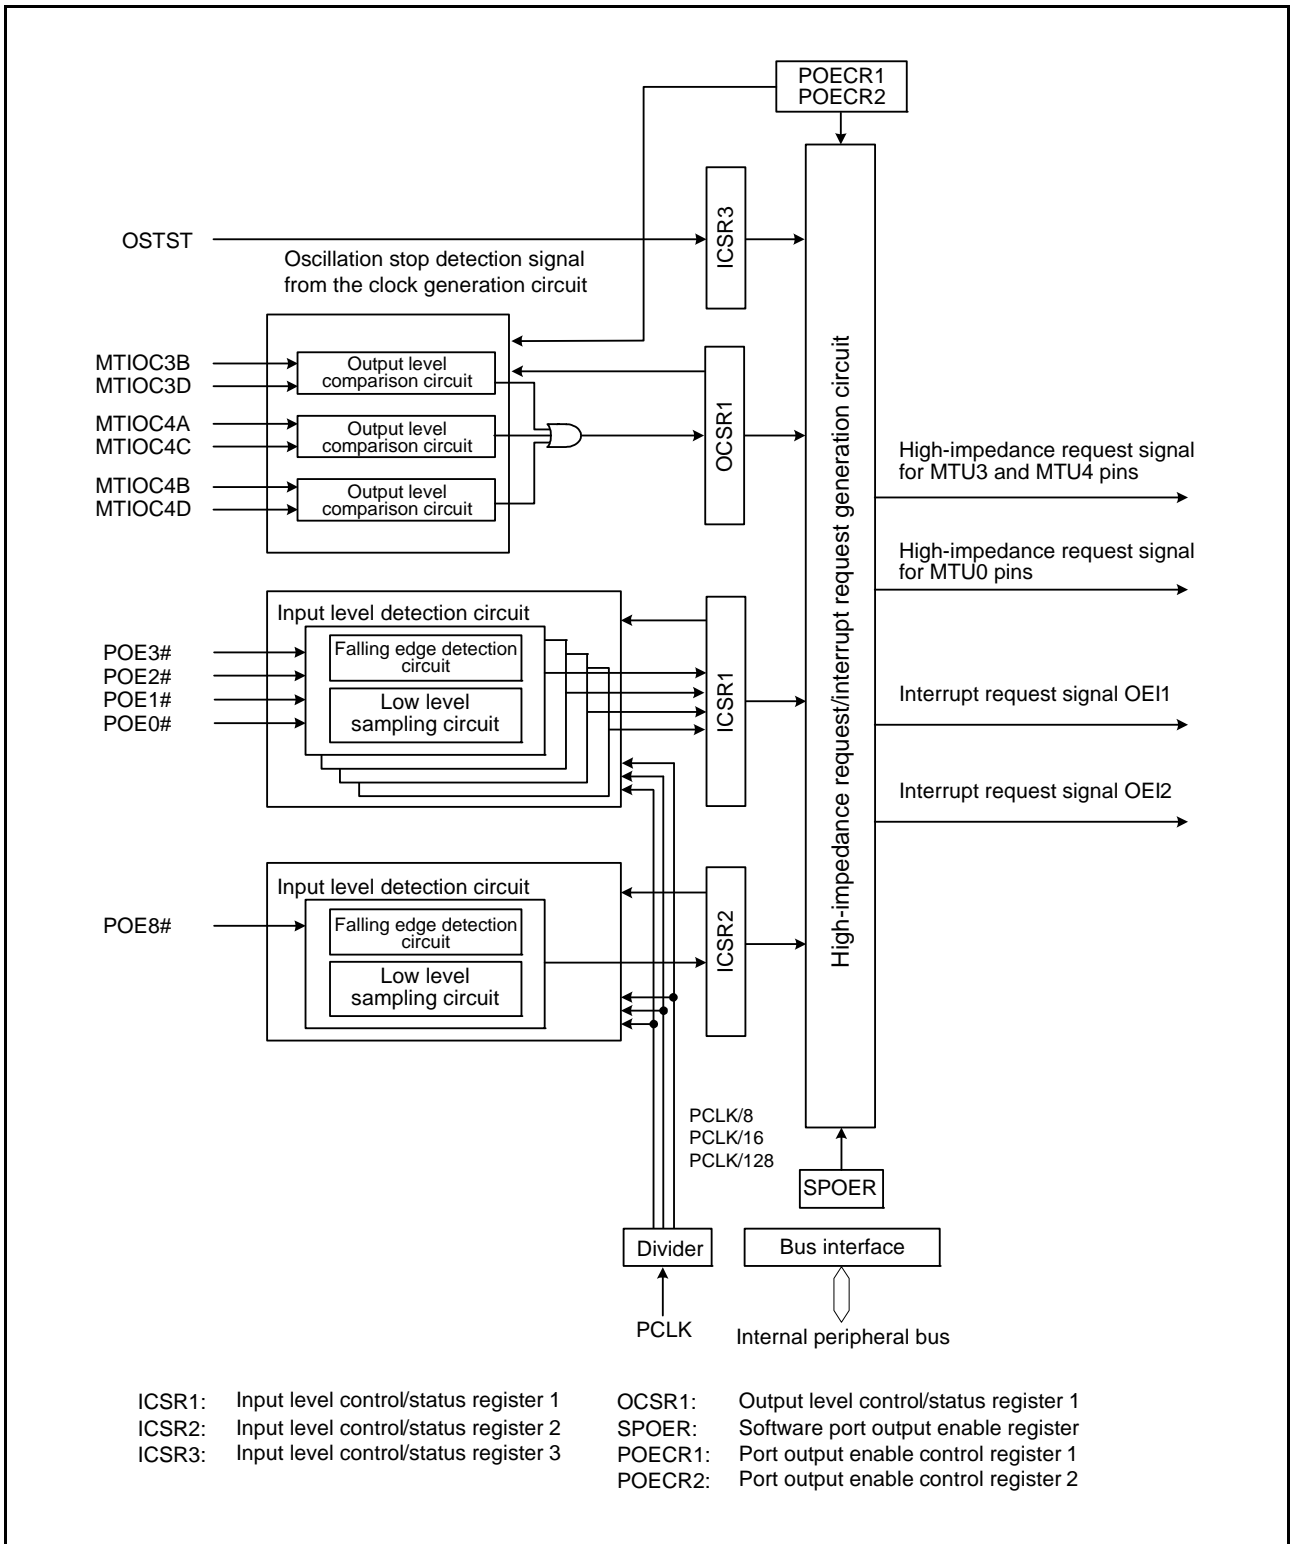 POECR1
POECR2
OSTST
ICSR3
Oscillation stop detection signal
from the clock generation circuit
MTIOC3B
MTIOC3D
Output level
comparison circuit
MTIOC4A
MTIOC4C
Output level
comparison circuit
MTIOC4B
MTIOC4D
Output level
comparison circuit
OCSR1
High-impedance request/interrupt request generation circuit
High-impedance request signal
for MTU3 and MTU4 pins
High-impedance request signal
for MTU0 pins
Interrupt request signal OEI1
Interrupt request signal OEI2
Input level detection circuit
POE3#
POE2#
POE1#
POE0#
Falling edge detection
circuit
Low level
sampling circuit
ICSR1
Input level detection circuit
POE8#
Falling edge detection
circuit
Low level
sampling circuit
ICSR2
PCLK/8
PCLK/16
PCLK/128
SPOER
Divider
Bus interface
PCLK
Internal peripheral bus
ICSR1: Input level control/status register 1
ICSR2: Input level control/status register 2
ICSR3: Input level control/status register 3
OCSR1: Output level control/status register 1
SPOER: Software port output enable register
POECR1: Port output enable control register 1
POECR2: Port output enable control register 2